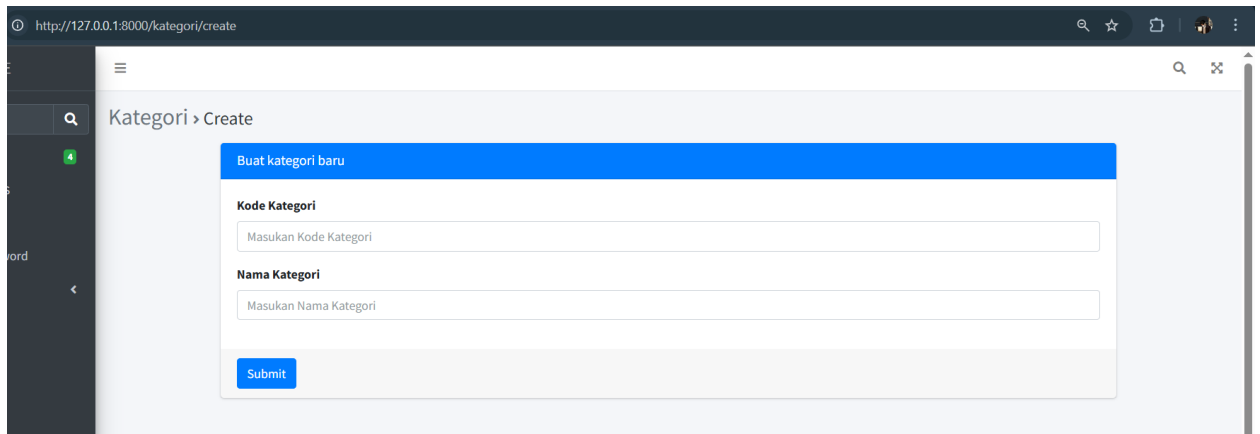 http://127.0.0.1:8000/kategori/create
Kategori › Create
4
Buat kategori baru
Kode Kategori
Masukan Kode Kategori
Nama Kategori
Masukan Nama Kategori
Submit